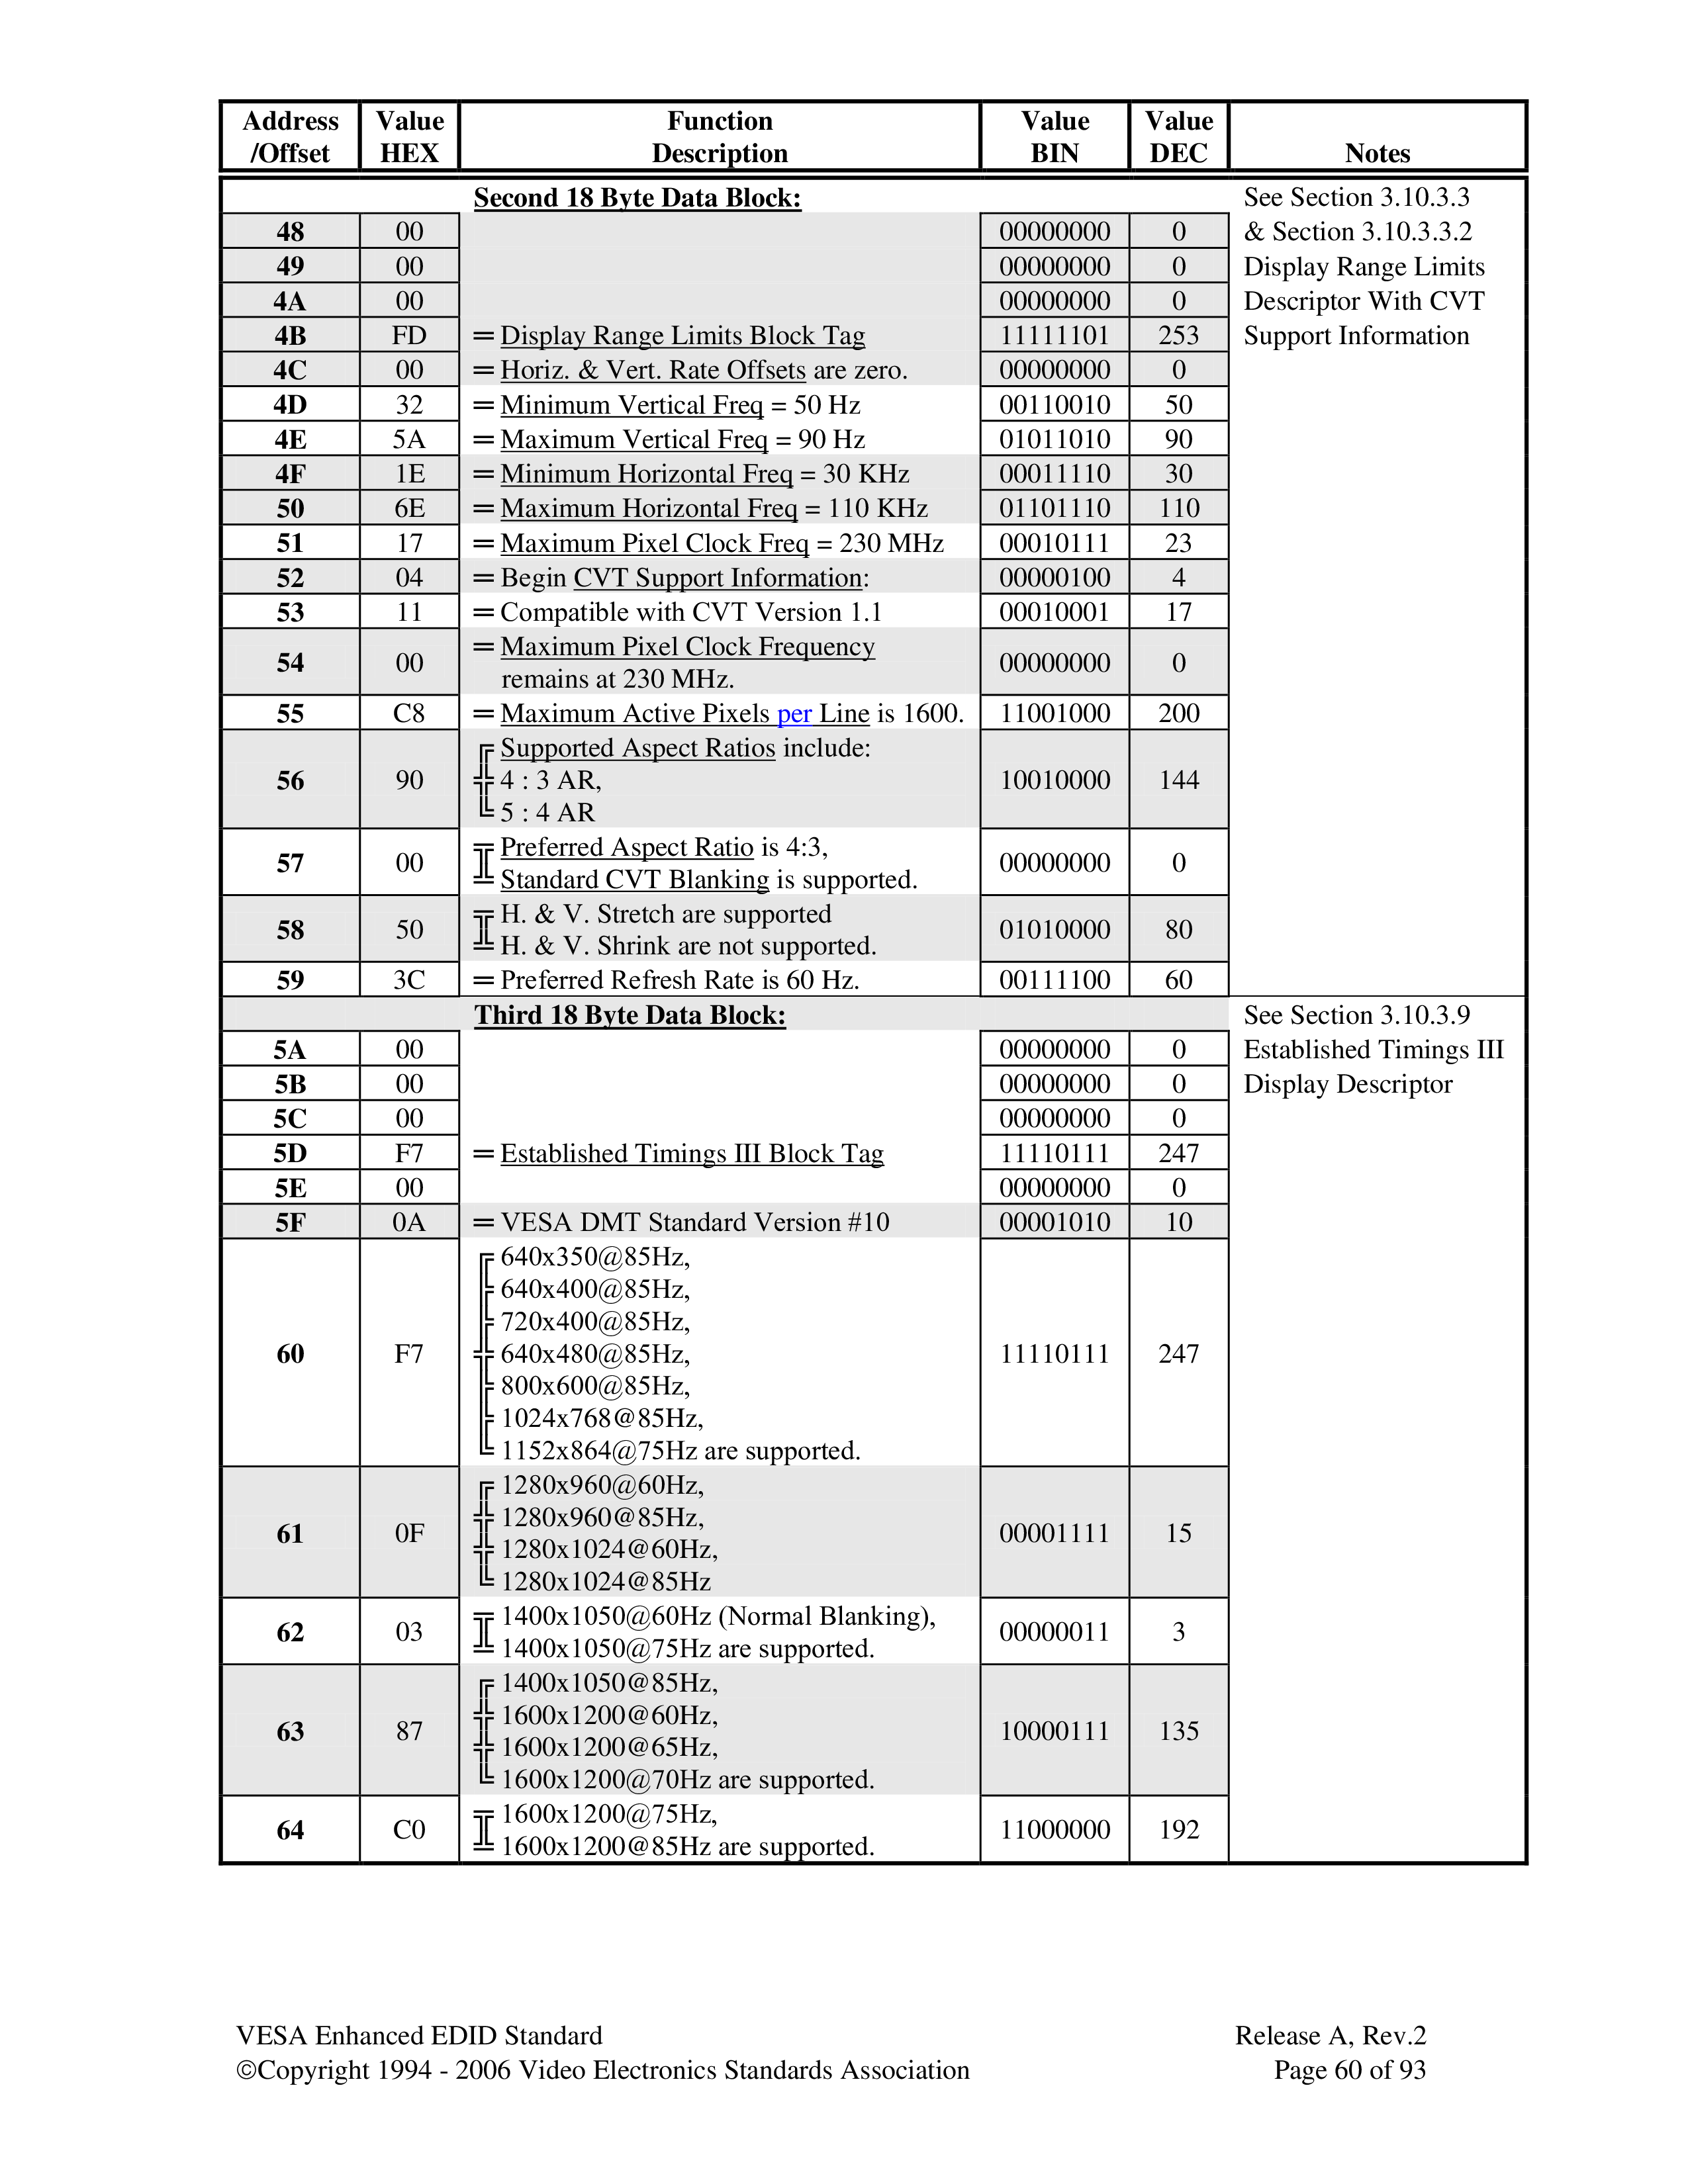 Address /Offset Value HEX Function Description Value BIN Value DEC Notes
Second 18 Byte Data Block: See Section 3.10.3.3
48 00 00000000 0 & Section 3.10.3.3.2
49 00 00000000 0 Display Range Limits
4A 00 00000000 0 Descriptor With CVT
4B FD = Display Range Limits Block Tag 11111101 253 Support Information
4C 00 = Horiz. & Vert. Rate Offsets are zero. 00000000 0
4D 32 = Minimum Vertical Freq = 50 Hz 00110010 50
4E 5A = Maximum Vertical Freq = 90 Hz 01011010 90
4F 1E = Minimum Horizontal Freq = 30 KHz 00011110 30
50 6E = Maximum Horizontal Freq = 110 KHz 01101110 110
51 17 = Maximum Pixel Clock Freq = 230 MHz 00010111 23
52 04 = Begin CVT Support Information: 00000100 4
53 11 = Compatible with CVT Version 1.1 00010001 17
54 00 = Maximum Pixel Clock Frequency
remains at 230 MHz. 00000000 0
55 C8 = Maximum Active Pixels per Line is 1600. 11001000 200
56 90 ╔ Supported Aspect Ratios include:
╬ 4 : 3 AR,
╚ 5 : 4 AR 10010000 144
57 00 ╦ Preferred Aspect Ratio is 4:3,
╩ Standard CVT Blanking is supported. 00000000 0
58 50 ╦ H. & V. Stretch are supported
╩ H. & V. Shrink are not supported. 01010000 80
59 3C = Preferred Refresh Rate is 60 Hz. 00111100 60
Third 18 Byte Data Block: See Section 3.10.3.9
5A 00 00000000 0 Established Timings III
5B 00 00000000 0 Display Descriptor
5C 00 00000000 0
5D F7 = Established Timings III Block Tag 11110111 247
5E 00 00000000 0
5F 0A = VESA DMT Standard Version #10 00001010 10
60 F7 ╔ 640x350@85Hz,
╠ 640x400@85Hz,
╠ 720x400@85Hz,
╬ 640x480@85Hz,
╠ 800x600@85Hz,
╠ 1024x768@85Hz,
╚ 1152x864@75Hz are supported. 11110111 247
61 0F ╔ 1280x960@60Hz,
╬ 1280x960@85Hz,
╬ 1280x1024@60Hz,
╚ 1280x1024@85Hz 00001111 15
62 03 ╦ 1400x1050@60Hz (Normal Blanking),
╩ 1400x1050@75Hz are supported. 00000011 3
63 87 ╔ 1400x1050@85Hz,
╬ 1600x1200@60Hz,
╬ 1600x1200@65Hz,
╚ 1600x1200@70Hz are supported. 10000111 135
64 C0 ╦ 1600x1200@75Hz,
╩ 1600x1200@85Hz are supported. 11000000 192
VESA Enhanced EDID Standard Release A, Rev.2
©Copyright 1994 - 2006 Video Electronics Standards Association Page 60 of 93